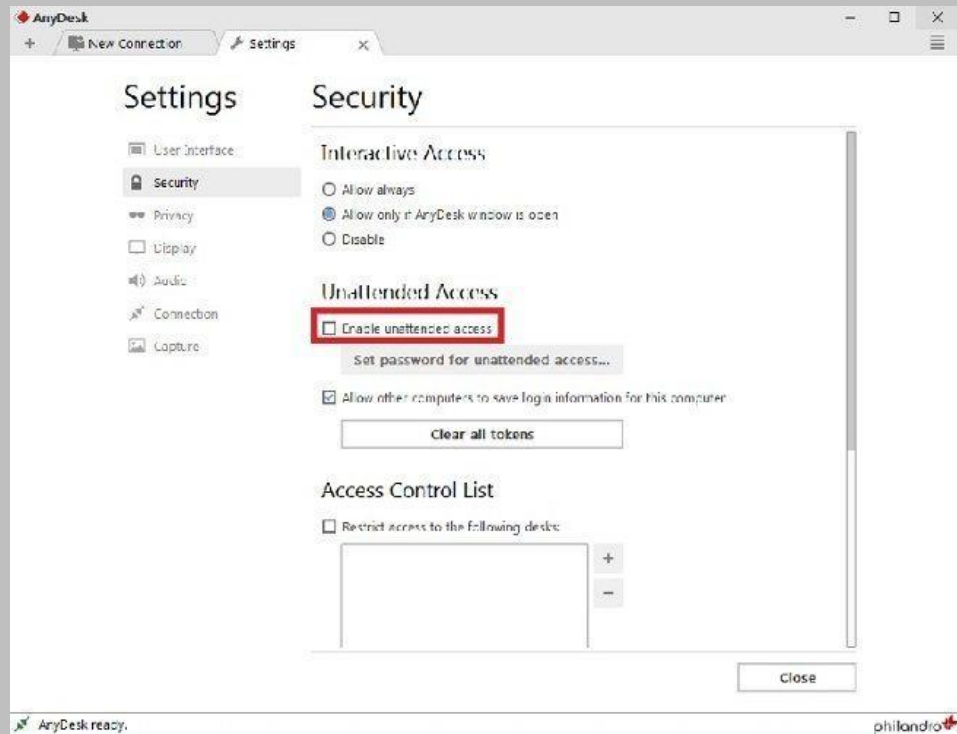 AnyDesk
New Connection
Settings
Settings
User Interface
Security
Privacy
Display
Audio
Connection
Capture
Security
Interactive Access
Allow always
Allow only if AnyDesk window is open
Disable
Unattended Access
Enable unattended access
Set password for unattended access...
Allow other computers to save login information for this computer
Clear all tokens
Access Control List
Restrict access to the following desks:
Close
AnyDesk ready.
philandro